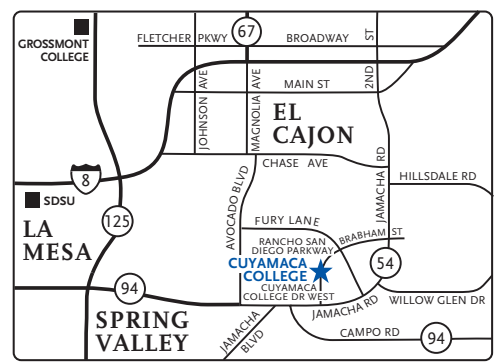 GROSSMONT
COLLEGE
FLETCHER PKWY
67
BROADWAY
2ND ST
JOHNSON AVE
MAGNOLIA AVE
MAIN ST
EL
CAJON
CHASE AVE
JAMACHA RD
HILLSDALE RD
8
SDSU
125
LA
MESA
AVOCADO BLVD
FURY LANE
RANCHO SAN
DIEGO PARKWAY
BRABHAM ST
CUYAMACA
COLLEGE
CUYAMACA
COLLEGE DR WEST
54
94
JAMACHA RD
WILLOW GLEN DR
SPRING
VALLEY
JAMACHA
BLVD
CAMPO RD
94